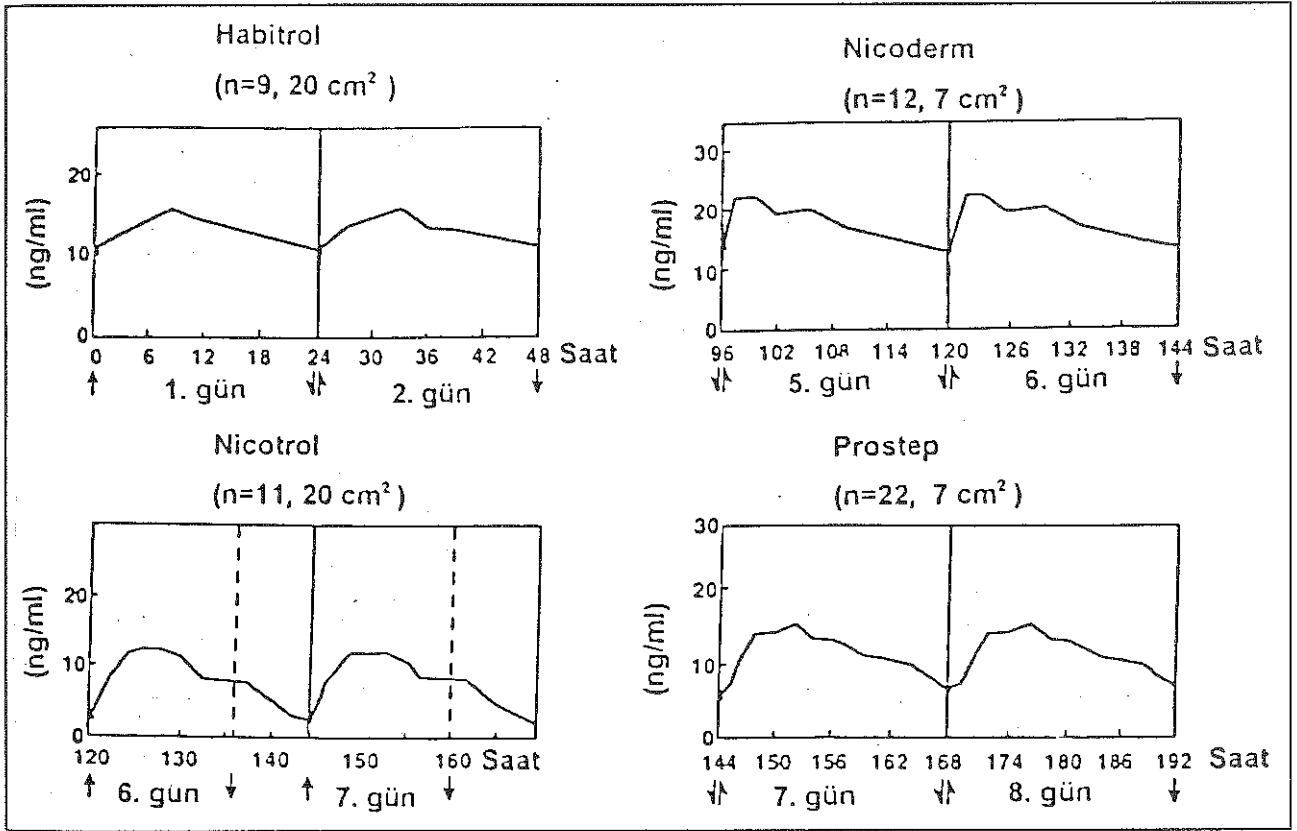 Habitrol
(n=9, 20 cm²)
(ng/ml)
20
10
0
0 6 12 18 24 30 36 42 48 Saat
1. gün 2. gün
Nicoderm
(n=12, 7 cm²)
(ng/ml)
30
20
10
0
96 102 108 114 120 126 132 138 144 Saat
5. gün 6. gün
Nicotrol
(n=11, 20 cm²)
(ng/ml)
20
10
0
120 130 140 150 160 Saat
6. gün 7. gün
Prostep
(n=22, 7 cm²)
(ng/ml)
30
20
10
0
144 150 156 162 168 174 180 186 192 Saat
7. gün 8. gün